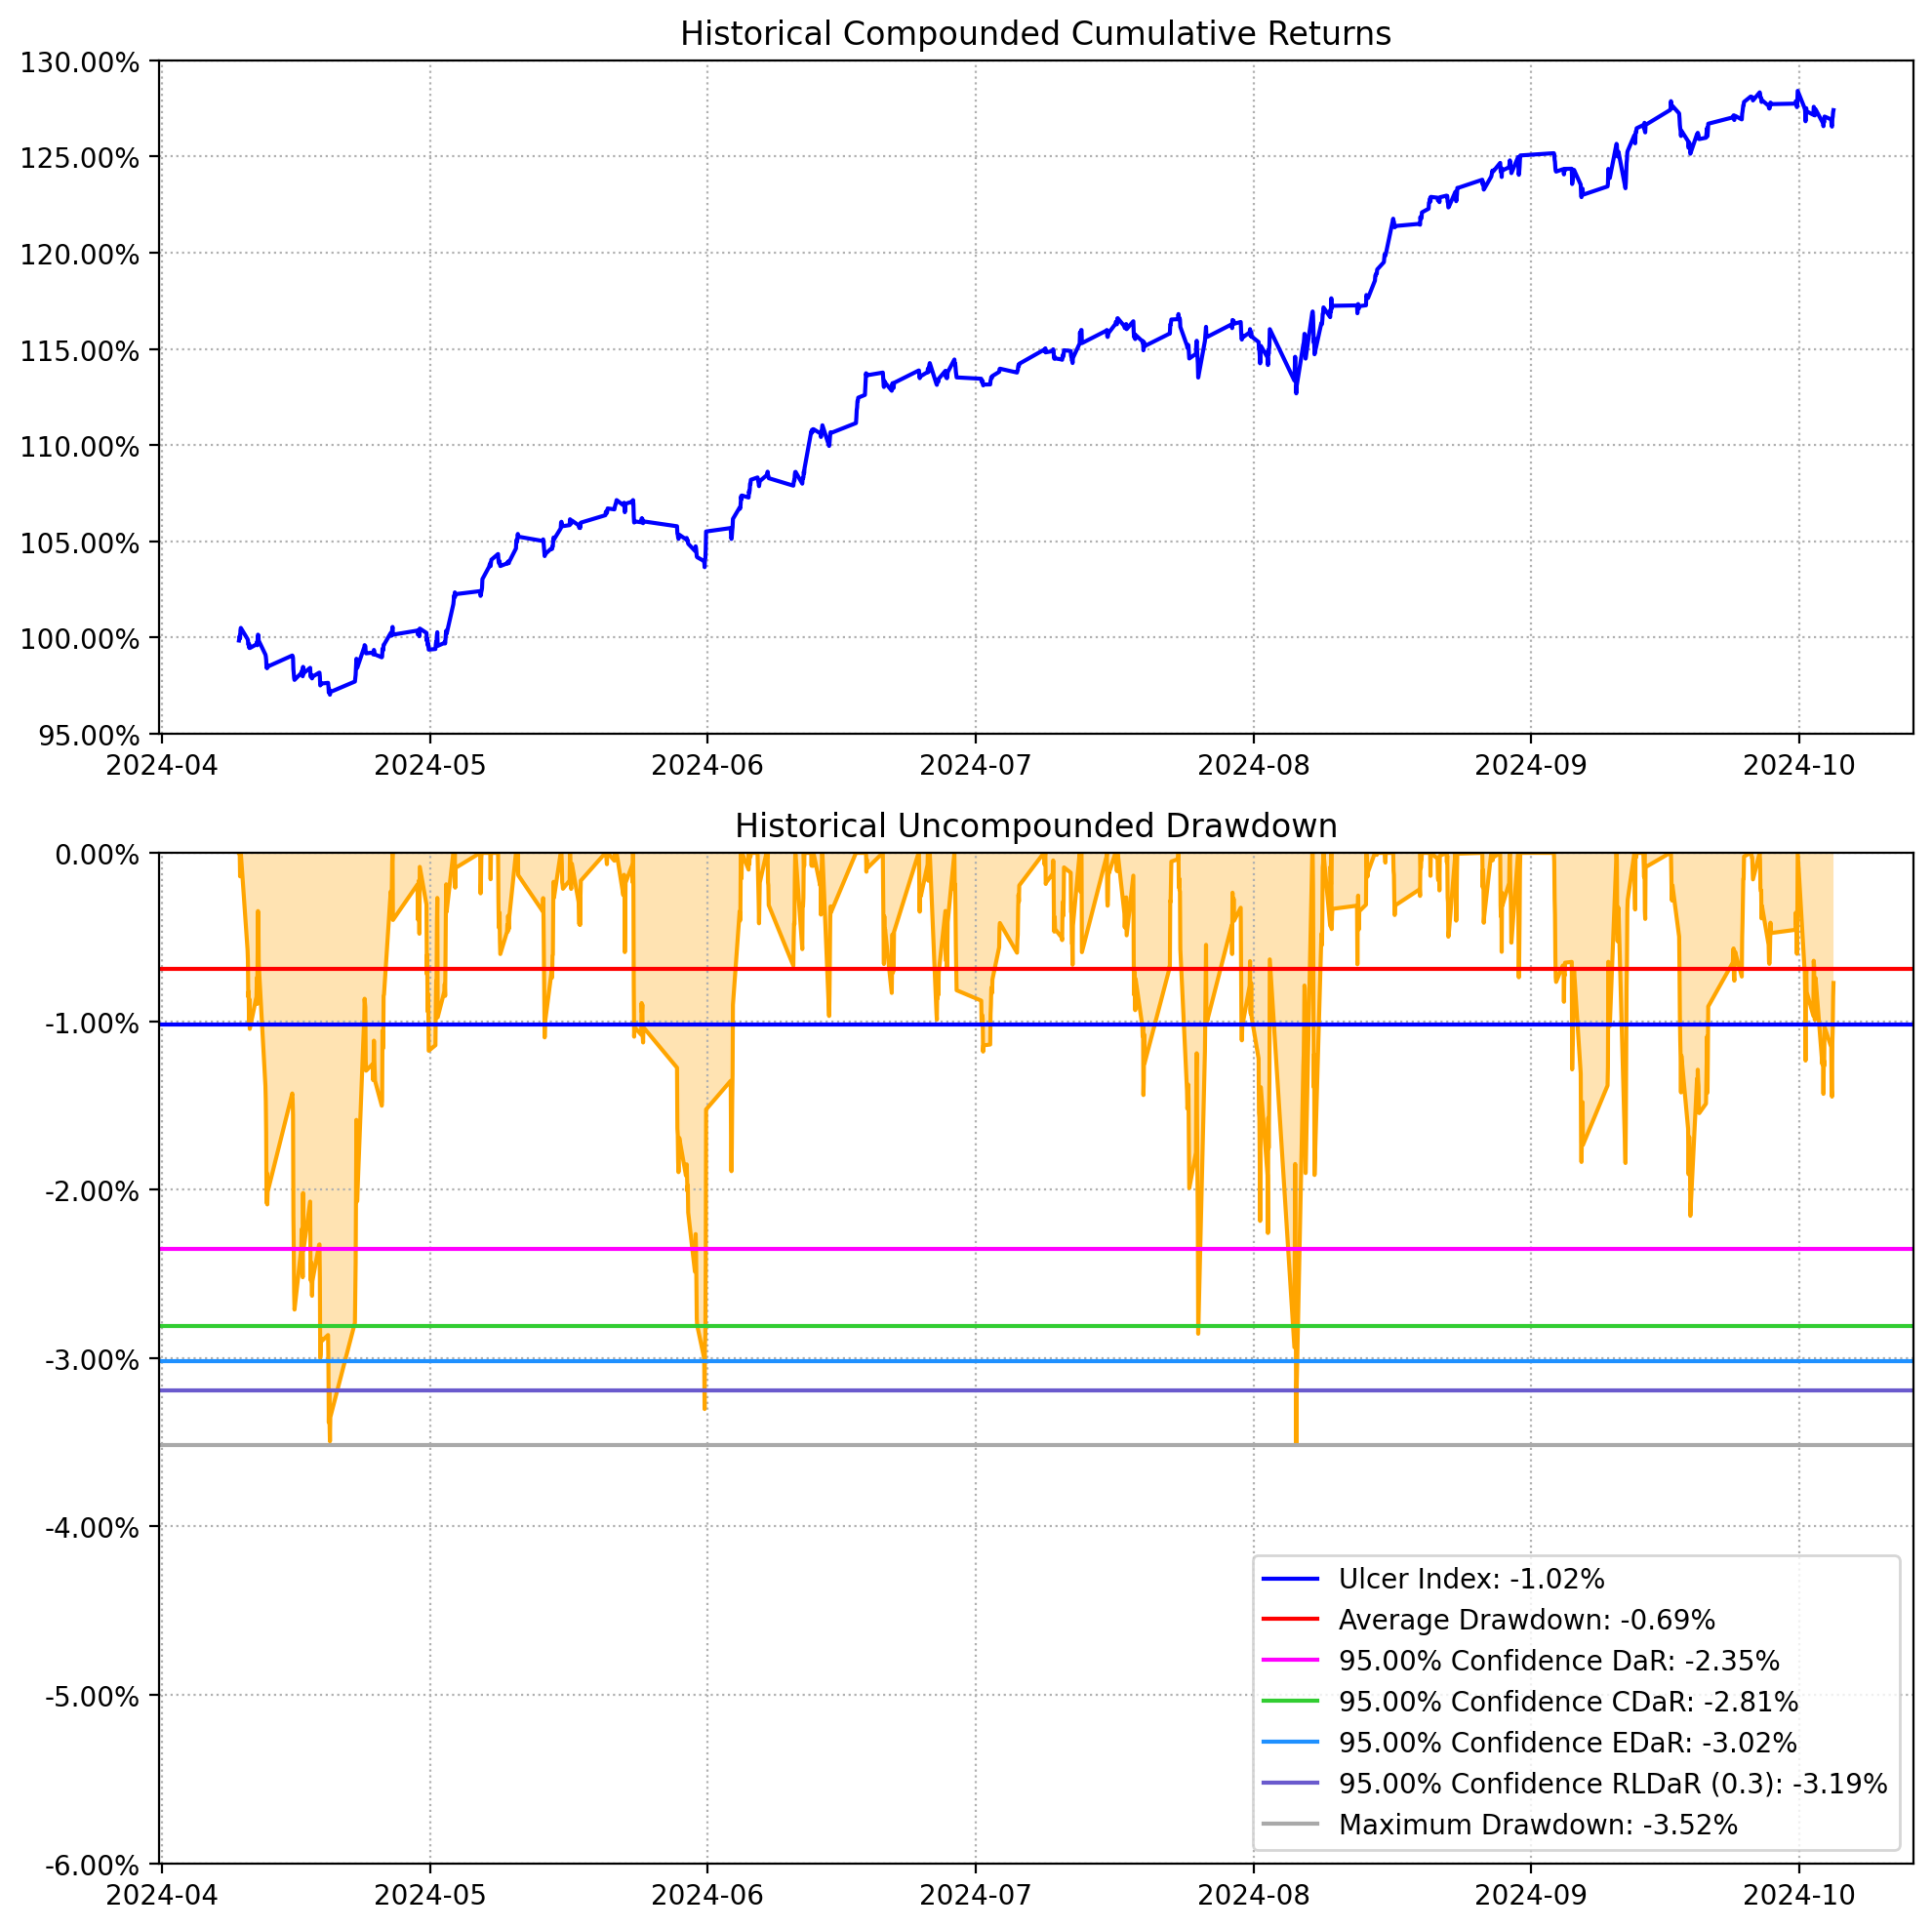 Historical Compounded Cumulative Returns
130.00%
125.00%
120.00%
115.00%
110.00%
105.00%
100.00%
95.00%
2024-04 2024-05 2024-06 2024-07 2024-08 2024-09 2024-10
Historical Uncompounded Drawdown
0.00%
-1.00%
-2.00%
-3.00%
-4.00%
-5.00%
-6.00%
Ulcer Index: -1.02%
Average Drawdown: -0.69%
95.00% Confidence DaR: -2.35%
95.00% Confidence CDaR: -2.81%
95.00% Confidence EDaR: -3.02%
95.00% Confidence RLDaR (0.3): -3.19%
Maximum Drawdown: -3.52%
2024-04 2024-05 2024-06 2024-07 2024-08 2024-09 2024-10